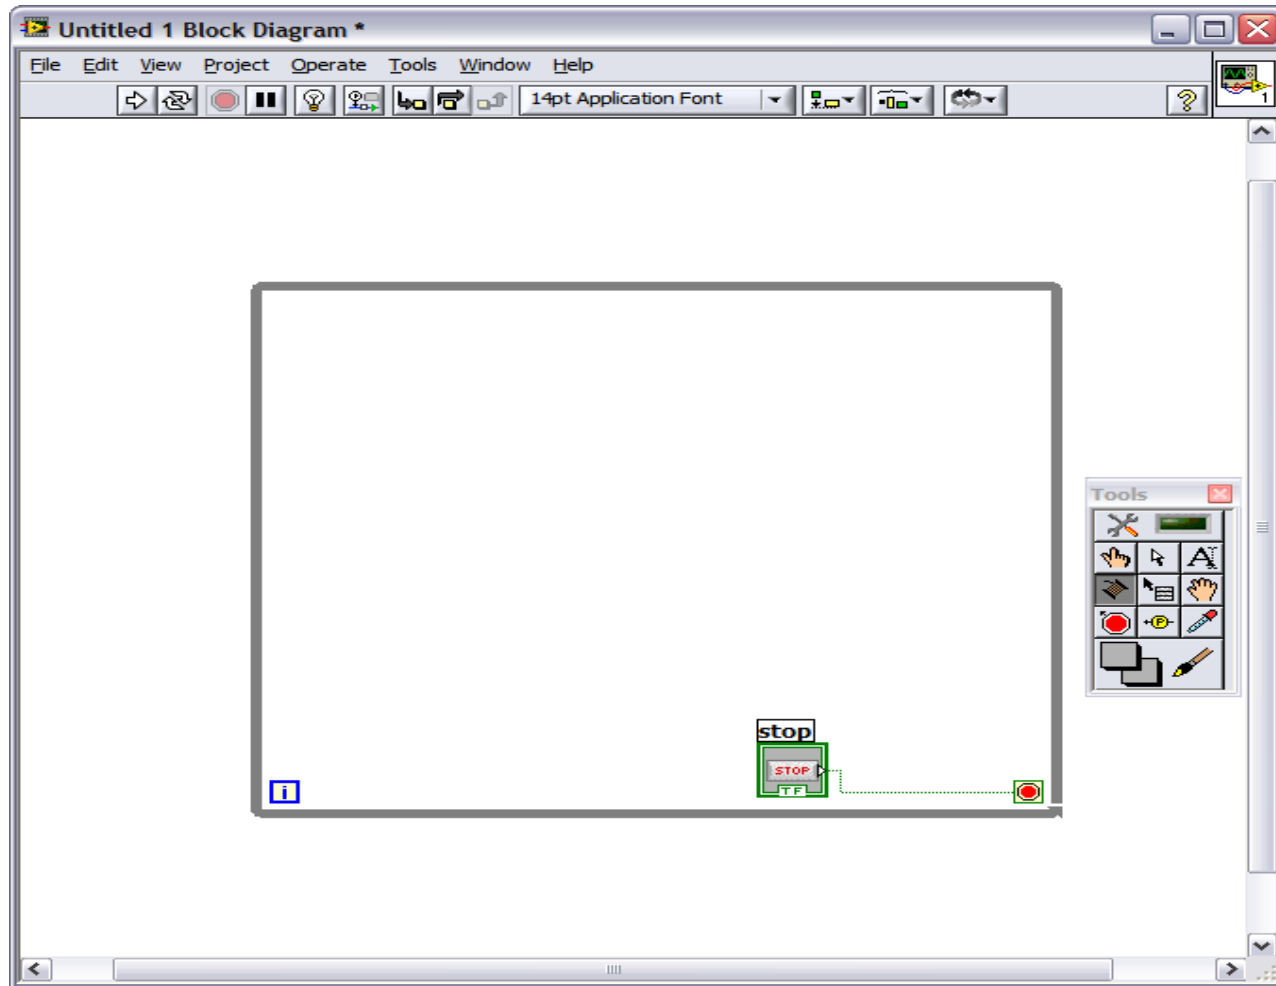 Untitled 1 Block Diagram *
File Edit View Project Operate Tools Window Help
14pt Application Font
?
1
Tools
A
P
stop
STOP
TF
i